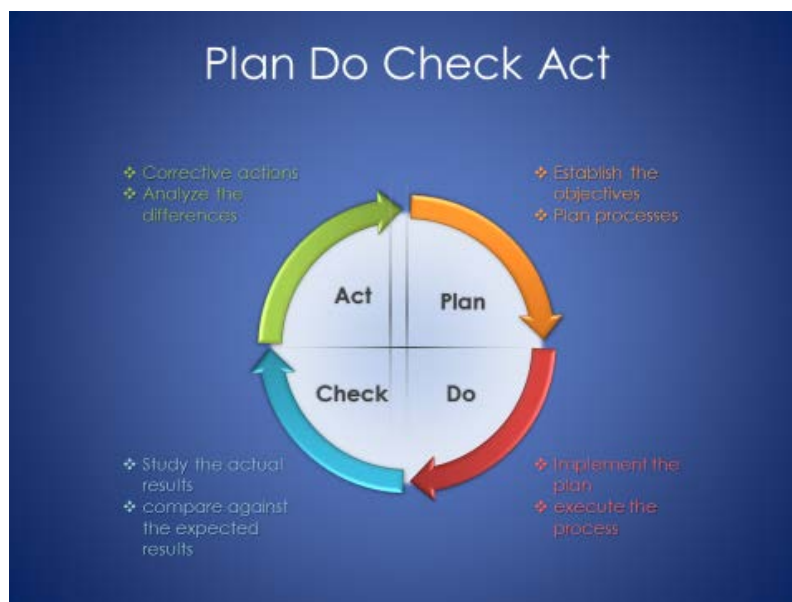 Plan Do Check Act
❖ Corrective actions
❖ Analyze the
differences
❖ Establish the
objectives
❖ Plan processes
Act
Plan
Check
Do
❖ Study the actual
results
❖ compare against
the expected
results
❖ Implement the
plan
❖ execute the
process